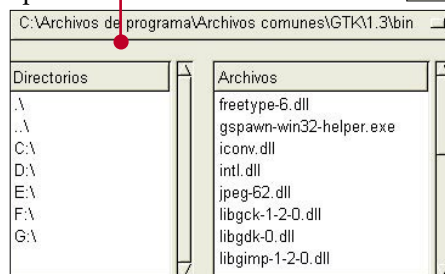 C:\Archivos de programa\Archivos comunes\GTK\1.3\bin
Directorios
.\
..\
C:\
D:\
E:\
F:\
G:\
Archivos
freetype-6.dll
gspawn-win32-helper.exe
iconv.dll
intl.dll
jpeg-62.dll
libgck-1-2-0.dll
libgdk-0.dll
libgimp-1-2-0.dll